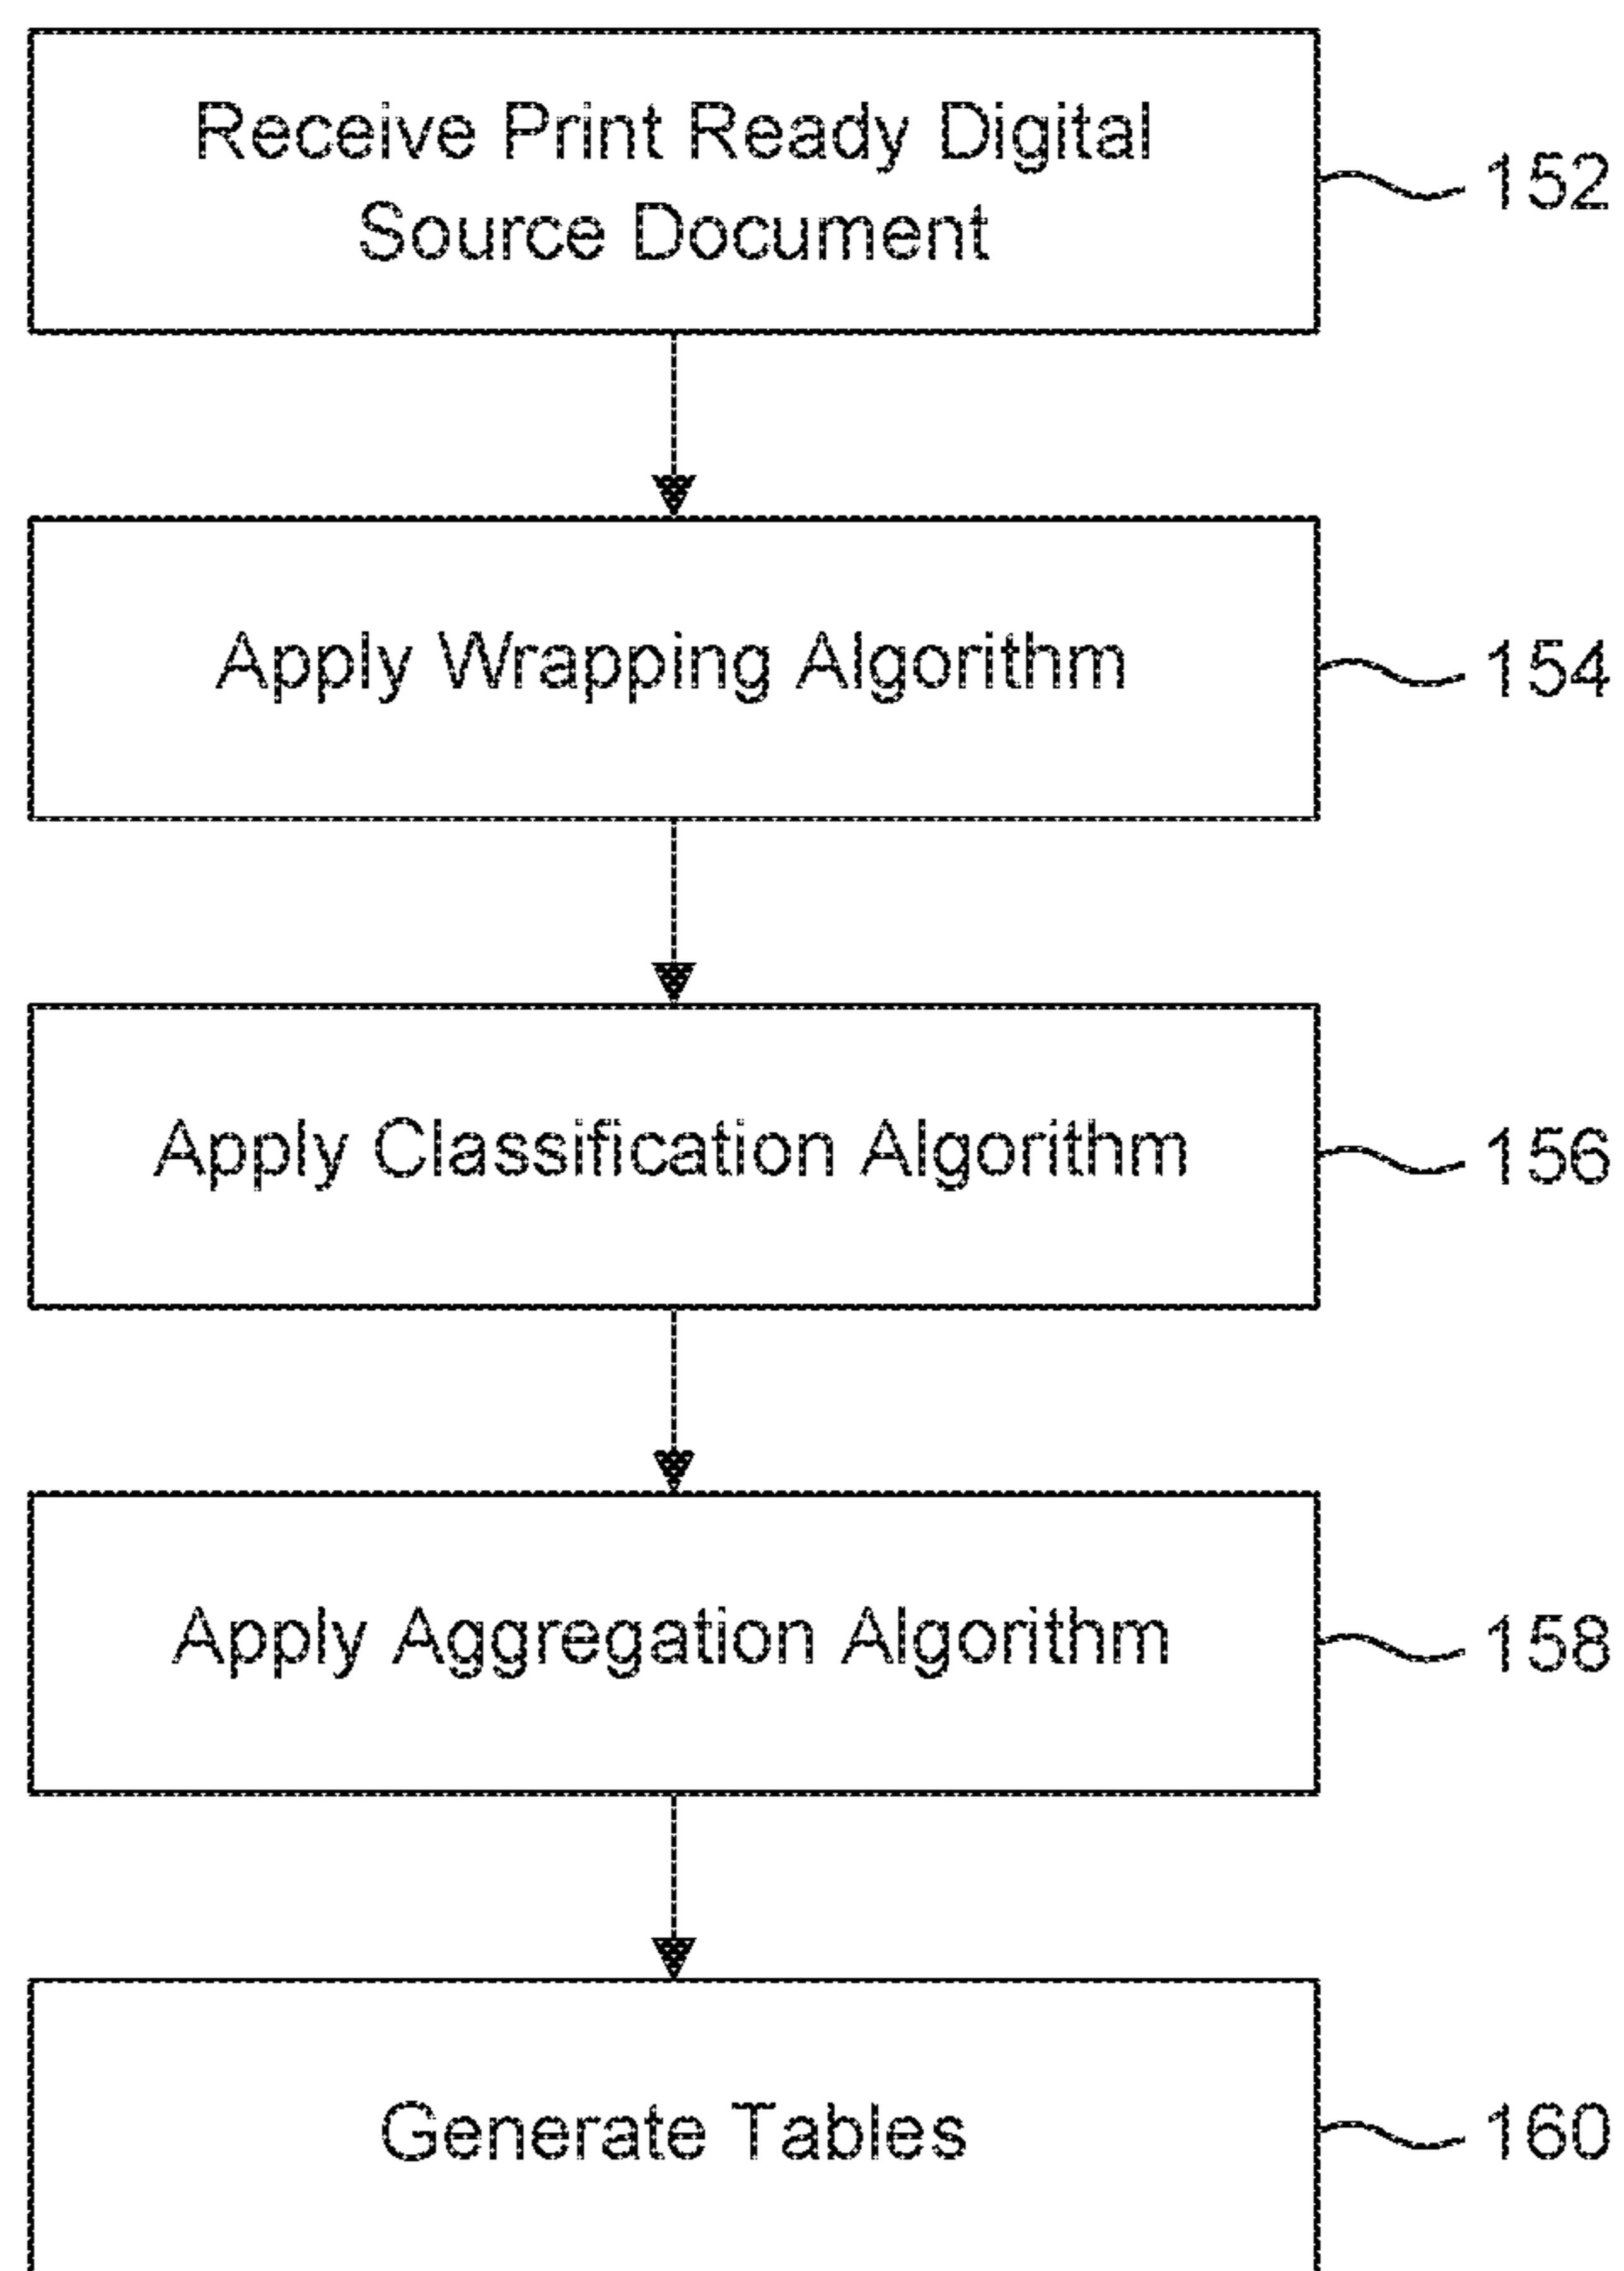 Receive Print Ready Digital
Source Document
152
Apply Wrapping Algorithm
154
Apply Classification Algorithm
156
Apply Aggregation Algorithm
158
Generate Tables
160